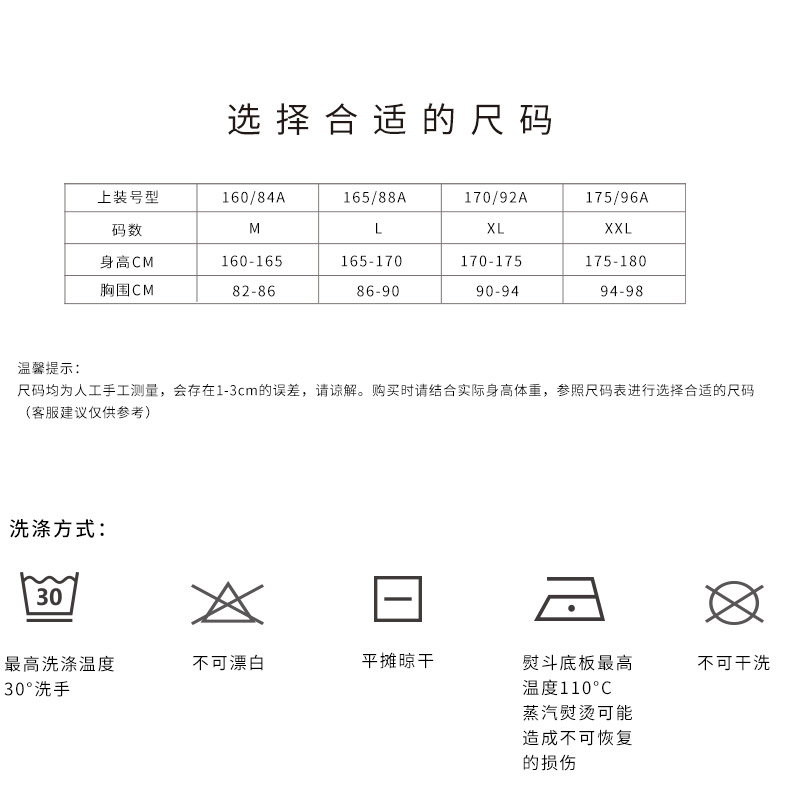 选择合适的尺码
上装号型 160/84A 165/88A 170/92A 175/96A
码数 M L XL XXL
身高CM 160-165 165-170 170-175 175-180
胸围CM 82-86 86-90 90-94 94-98
温馨提示：
尺码均为人工手工测量，会存在1-3cm的误差，请谅解。购买时请结合实际身高体重，参照尺码表进行选择合适的尺码
（客服建议仅供参考）
洗涤方式：
30
最高洗涤温度
30°洗手
不可漂白
平摊晾干
熨斗底板最高
温度110°C
蒸汽熨烫可能
造成不可恢复
的损伤
不可干洗